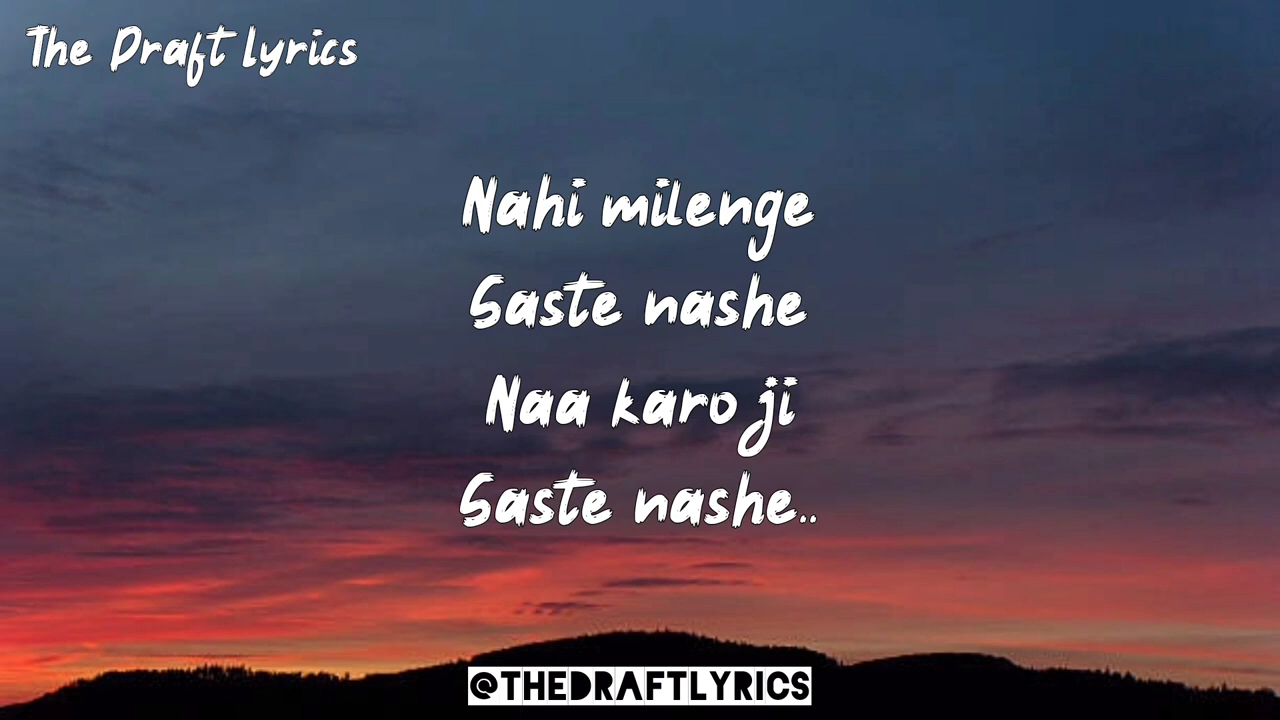 The Draft lyrics
Nahi milenge
Saste nashe
Naa karo ji
Saste nashe..
@THEDRAFTLYRICS